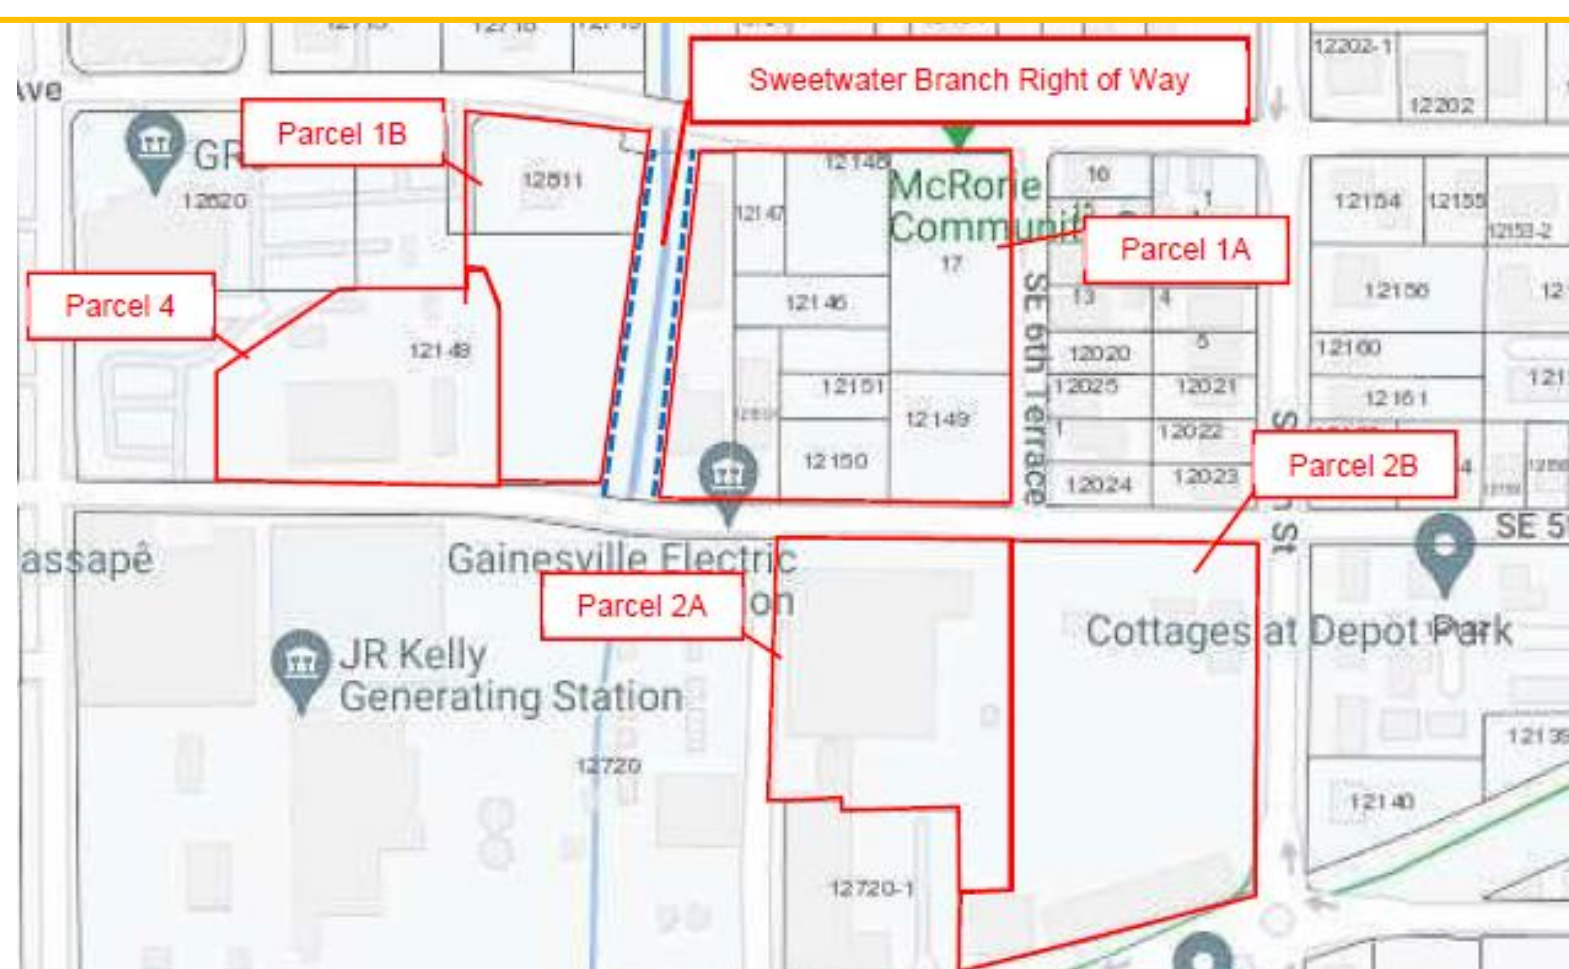 12202-1
Sweetwater Branch Right of Way
12202
Parcel 1B
12620
12811
12147
McRorie
Communit
17
Parcel 1A
16
1
12154
12155
12153-2
Parcel 4
12148
12146
13
4
12156
12020
5
12160
12151
12025
12021
12161
12149
1
12022
12150
12024
12023
SE 6th Terrace
Parcel 2B
SE 5
assapê
Gainesville Electric
on
Parcel 2A
JR Kelly
Generating Station
Cottages at Depot Park
12720
12139
12140
12720-1